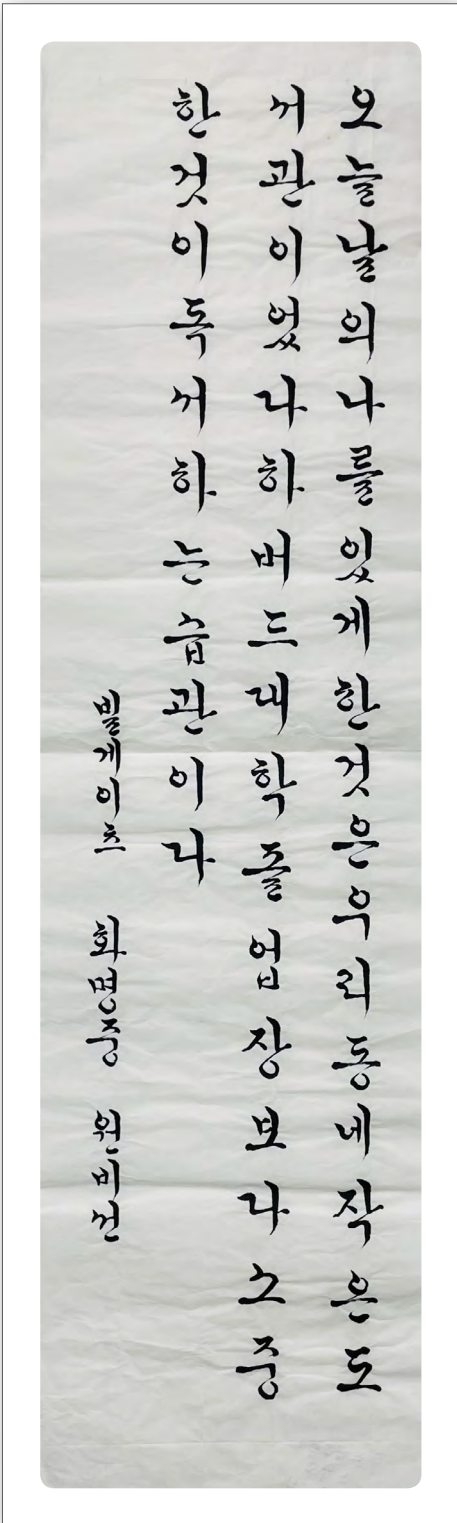 오늘날의나를있게한것은우리동네작은도
서관이었다하버드대학졸업장보다소중
한것이독서하는습관이다
빌게이츠 화명중 원비선